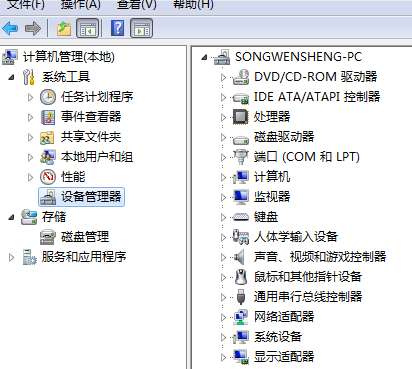 文件(F) 操作(A) 查看(V) 帮助(H)
计算机管理(本地)
系统工具
任务计划程序
事件查看器
共享文件夹
本地用户和组
性能
设备管理器
存储
磁盘管理
服务和应用程序
SONGWENSHENG-PC
DVD/CD-ROM 驱动器
IDE ATA/ATAPI 控制器
处理器
磁盘驱动器
端口 (COM 和 LPT)
计算机
监视器
键盘
人体学输入设备
声音、视频和游戏控制器
鼠标和其他指针设备
通用串行总线控制器
网络适配器
系统设备
显示适配器